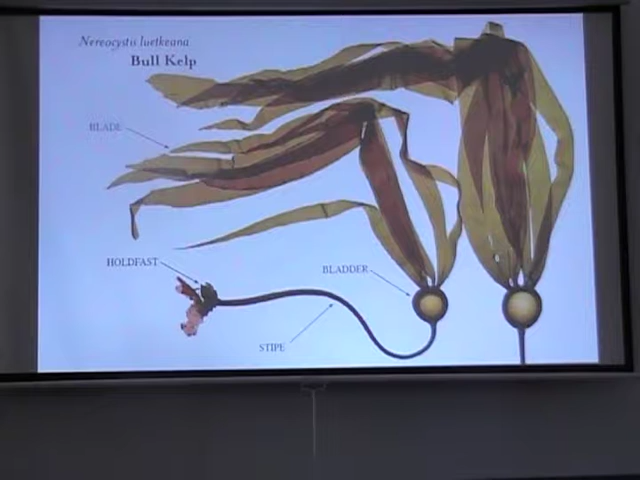 Nereocystis luetkeana
Bull Kelp
BLADE
HOLDFAST
BLADDER
STIPE